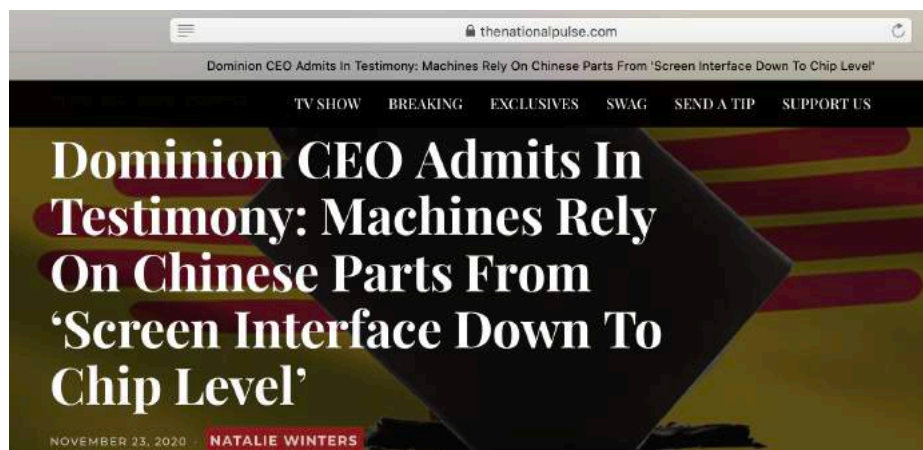 thenationalpulse.com
Dominion CEO Admits In Testimony: Machines Rely On Chinese Parts From 'Screen Interface Down To Chip Level'
TV SHOW BREAKING EXCLUSIVES SWAG SEND A TIP SUPPORT US
Dominion CEO Admits In
Testimony: Machines Rely
On Chinese Parts From
‘Screen Interface Down To
Chip Level’
NOVEMBER 23, 2020 - NATALIE WINTERS